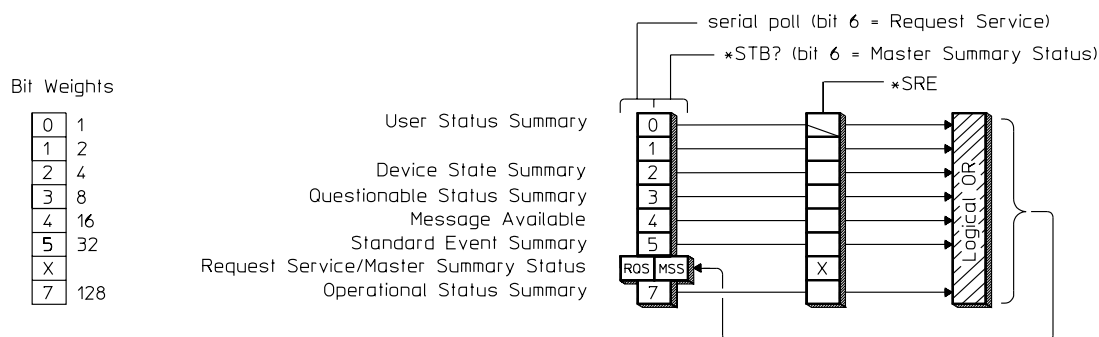 serial poll (bit 6 = Request Service)
*STB? (bit 6 = Master Summary Status)
*SRE
Bit Weights
0 1 User Status Summary 0
1 2 1
2 4 Device State Summary 2
3 8 Questionable Status Summary 3
4 16 Message Available 4
5 32 Standard Event Summary 5
X Request Service/Master Summary Status RQS MSS X
7 128 Operational Status Summary 7
Logical OR